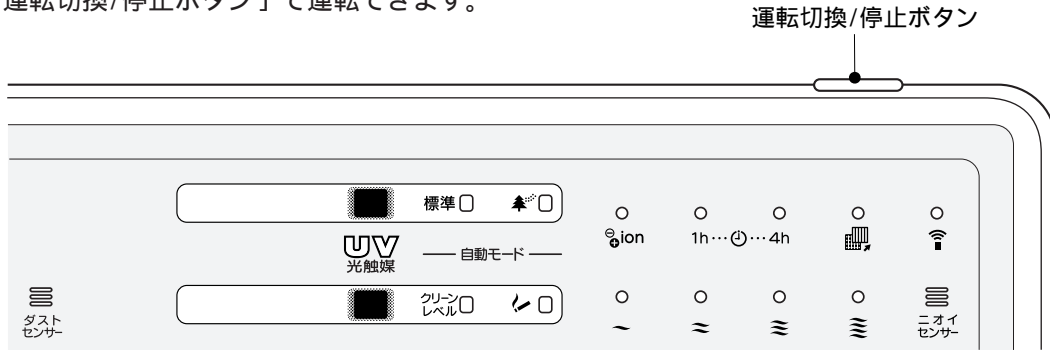 運転切換/停止ボタン」で運転できます。
運転切換/停止ボタン
標準
ion
1h…4h
UV
光触媒
自動モード
クリーン
レベル
ダスト
センサー
ニオイ
センサー